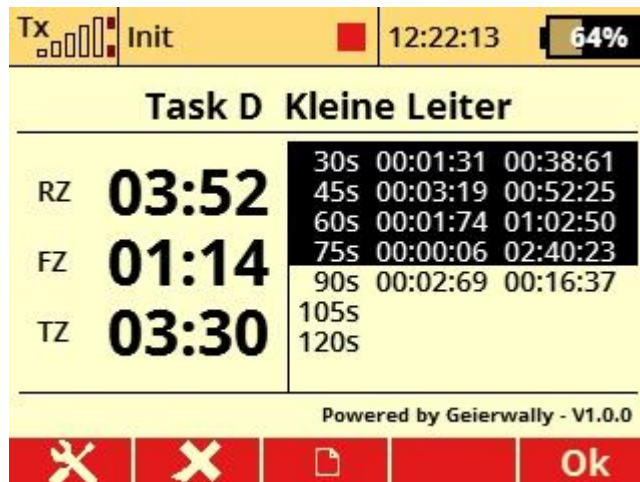 Tx Init 12:22:13 64%
Task D Kleine Leiter
RZ 03:52
FZ 01:14
TZ 03:30
30s 00:01:31 00:38:61
45s 00:03:19 00:52:25
60s 00:01:74 01:02:50
75s 00:00:06 02:40:23
90s 00:02:69 00:16:37
105s
120s
Powered by Geierwally - V1.0.0
Ok